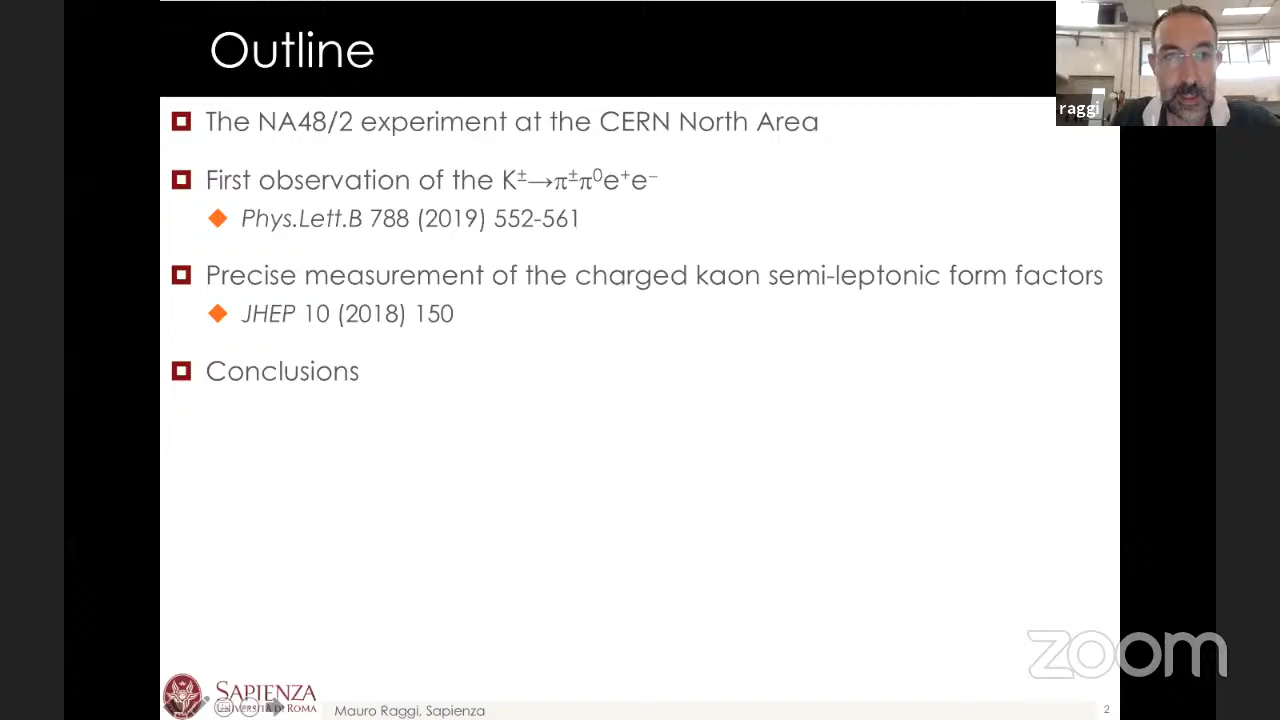 Outline
raggi
The NA48/2 experiment at the CERN North Area
First observation of the K±→π±π⁰e⁺e⁻
Phys.Lett.B 788 (2019) 552-561
Precise measurement of the charged kaon semi-leptonic form factors
JHEP 10 (2018) 150
Conclusions
zoom
SAPIENZA
UNIVERSITÀ DI ROMA
Mauro Raggi, Sapienza
2